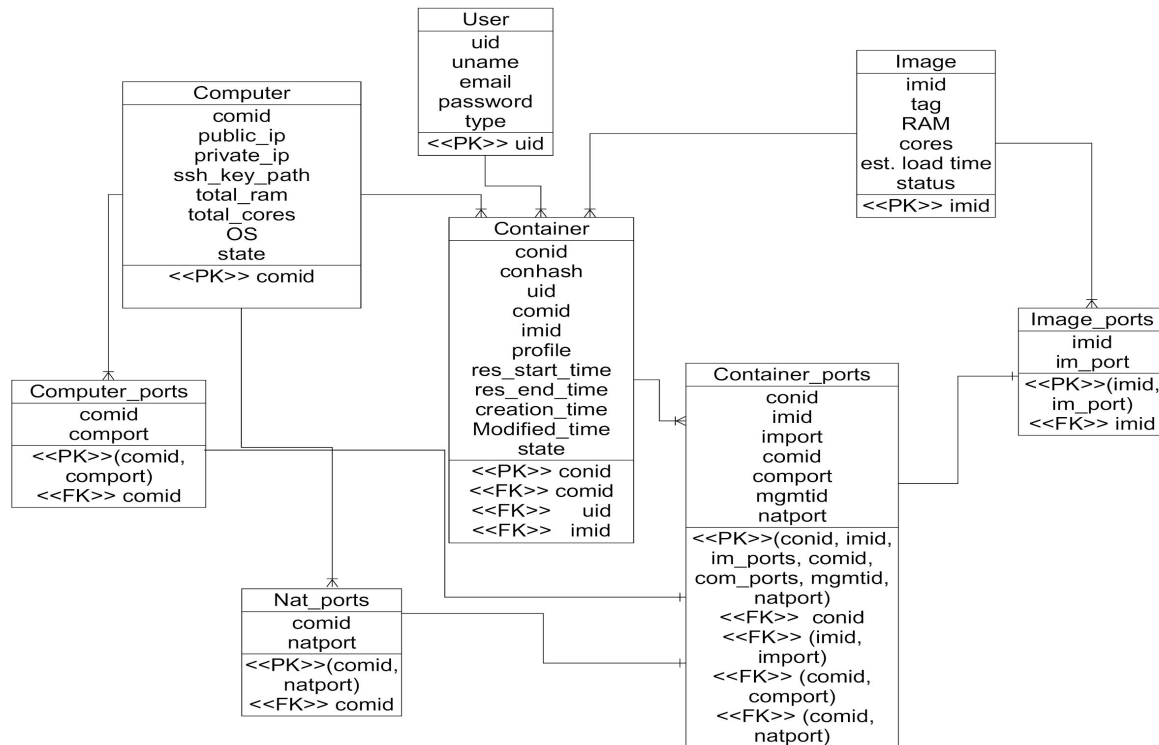 User
uid
uname
email
password
type
<<PK>> uid
Image
imid
tag
RAM
cores
est. load time
status
<<PK>> imid
Computer
comid
public_ip
private_ip
ssh_key_path
total_ram
total_cores
OS
state
<<PK>> comid
Container
conid
conhash
uid
comid
imid
profile
res_start_time
res_end_time
creation_time
Modified_time
state
<<PK>> conid
<<FK>> comid
<<FK>> uid
<<FK>> imid
Image_ports
imid
im_port
<<PK>>(imid,
im_port)
<<FK>> imid
Computer_ports
comid
comport
<<PK>>(comid,
comport)
<<FK>> comid
Container_ports
conid
imid
import
comid
comport
mgmtid
natport
<<PK>>(conid, imid,
im_ports, comid,
com_ports, mgmtid,
natport)
<<FK>> conid
<<FK>> (imid,
import)
<<FK>> (comid,
comport)
<<FK>> (comid,
natport)
Nat_ports
comid
natport
<<PK>>(comid,
natport)
<<FK>> comid